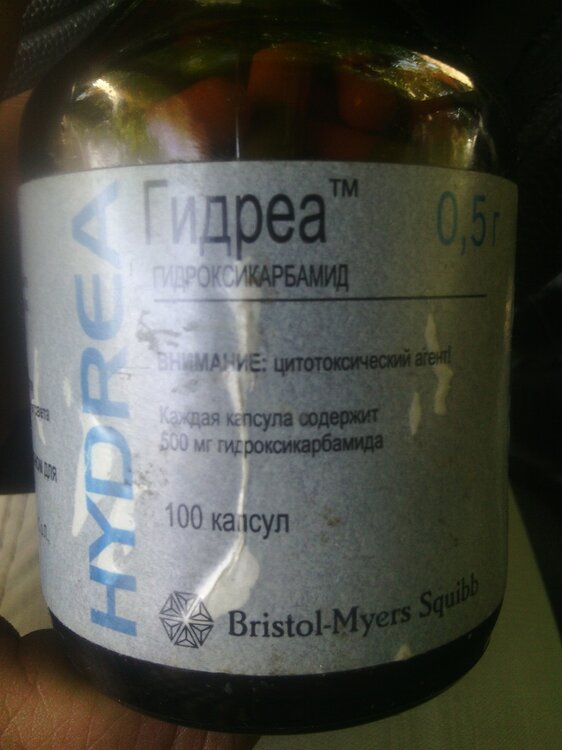 HYDREA
Гидреа™
0,5 г
ГИДРОКСИКАРБАМИД
ВНИМАНИЕ: цитотоксический агент!
Каждая капсула содержит
500 мг гидроксикарбамида
100 капсул
Bristol-Myers Squibb
для